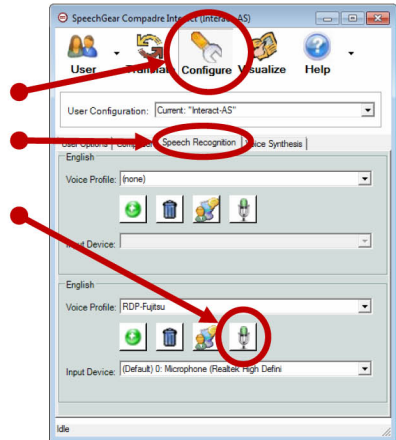 SpeechGear Compadre Interact (Interact-AS)
User Translate Configure Visualize Help
User Configuration: Current: "Interact-AS"
User Options Speech Recognition Voice Synthesis
English
Voice Profile: (none)
Input Device:
English
Voice Profile: RDP-Fujitsu
Input Device: (Default) 0: Microphone (Realtek High Defini
Idle